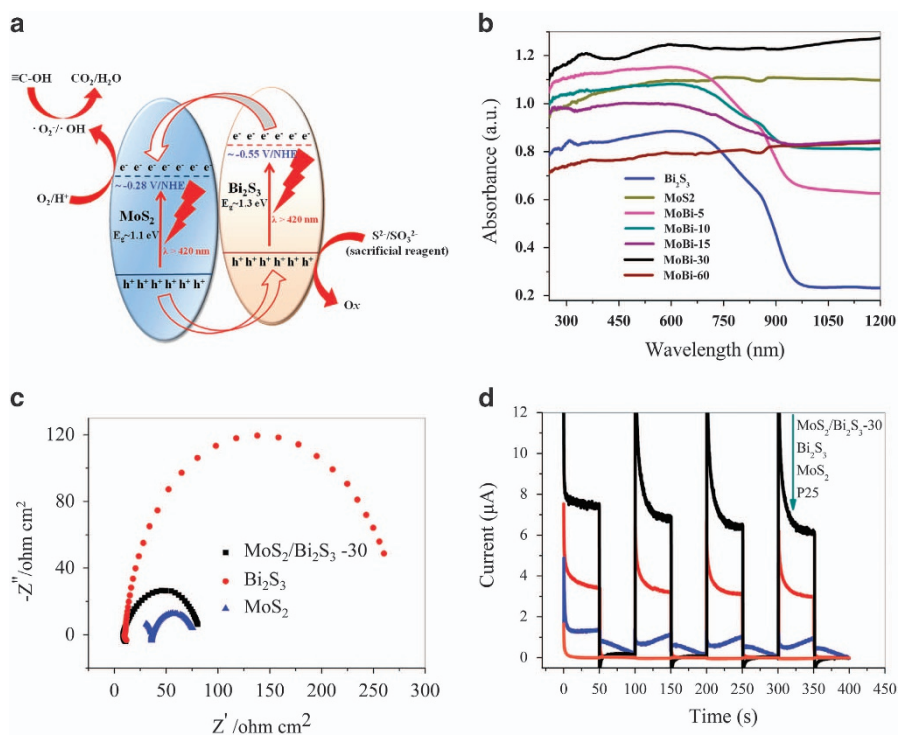 a
≡C-OH
CO₂/H₂O
· O₂⁻/· OH
O₂/H⁺
e⁻ e⁻ e⁻ e⁻ e⁻ e⁻
~-0.28 V/NHE
MoS₂
E_g~1.1 eV
λ > 420 nm
h⁺ h⁺ h⁺ h⁺ h⁺ h⁺
e⁻ e⁻ e⁻ e⁻ e⁻ e⁻
~-0.55 V/NHE
Bi₂S₃
E_g~1.3 eV
λ > 420 nm
h⁺ h⁺ h⁺ h⁺ h⁺ h⁺
S²⁻/SO₃²⁻
(sacrificial reagent)
Ox
b
Absorbance (a.u.)
1.2
1.0
0.8
0.6
0.4
0.2
Bi₂S₃
MoS2
MoBi-5
MoBi-10
MoBi-15
MoBi-30
MoBi-60
300 450 600 750 900 1050 1200
Wavelength (nm)
c
-Z''/ohm cm²
120
80
40
0
MoS₂/Bi₂S₃ -30
Bi₂S₃
MoS₂
0 50 100 150 200 250 300
Z' /ohm cm²
d
Current (μA)
12
10
8
6
4
2
0
MoS₂/Bi₂S₃-30
Bi₂S₃
MoS₂
P25
0 50 100 150 200 250 300 350 400 450
Time (s)